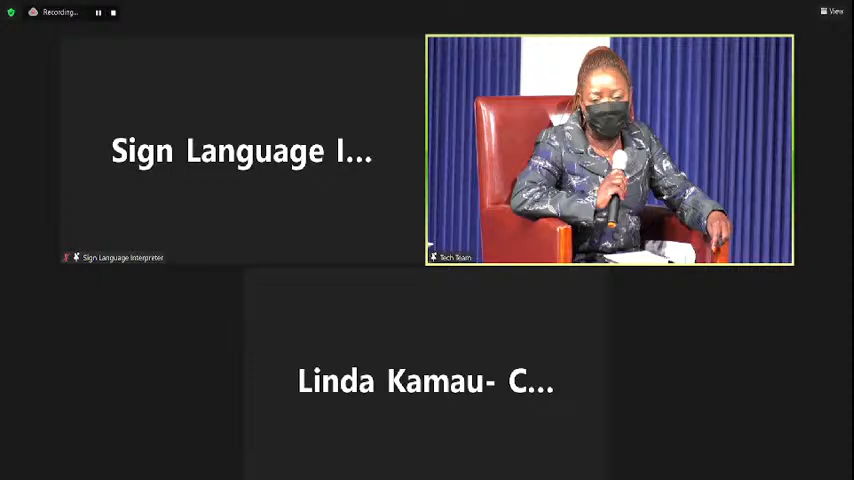 Recording...
View
Sign Language I...
Sign Language Interpreter
Tech Team
Linda Kamau- C...